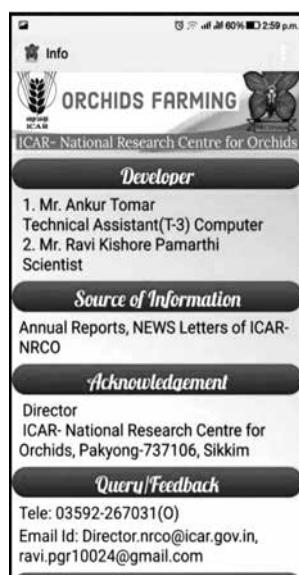 60% 2:59 p.m.
Info
ICAR
ORCHIDS FARMING
ICAR- National Research Centre for Orchids
Developer
1. Mr. Ankur Tomar
Technical Assistant(T-3) Computer
2. Mr. Ravi Kishore Pamarthi
Scientist
Source of Information
Annual Reports, NEWS Letters of ICAR-
NRCO
Acknowledgement
Director
ICAR- National Research Centre for
Orchids, Pakyong-737106, Sikkim
Query/Feedback
Tele: 03592-267031(O)
Email Id: Director.nrco@icar.gov.in,
ravi.pgr10024@gmail.com